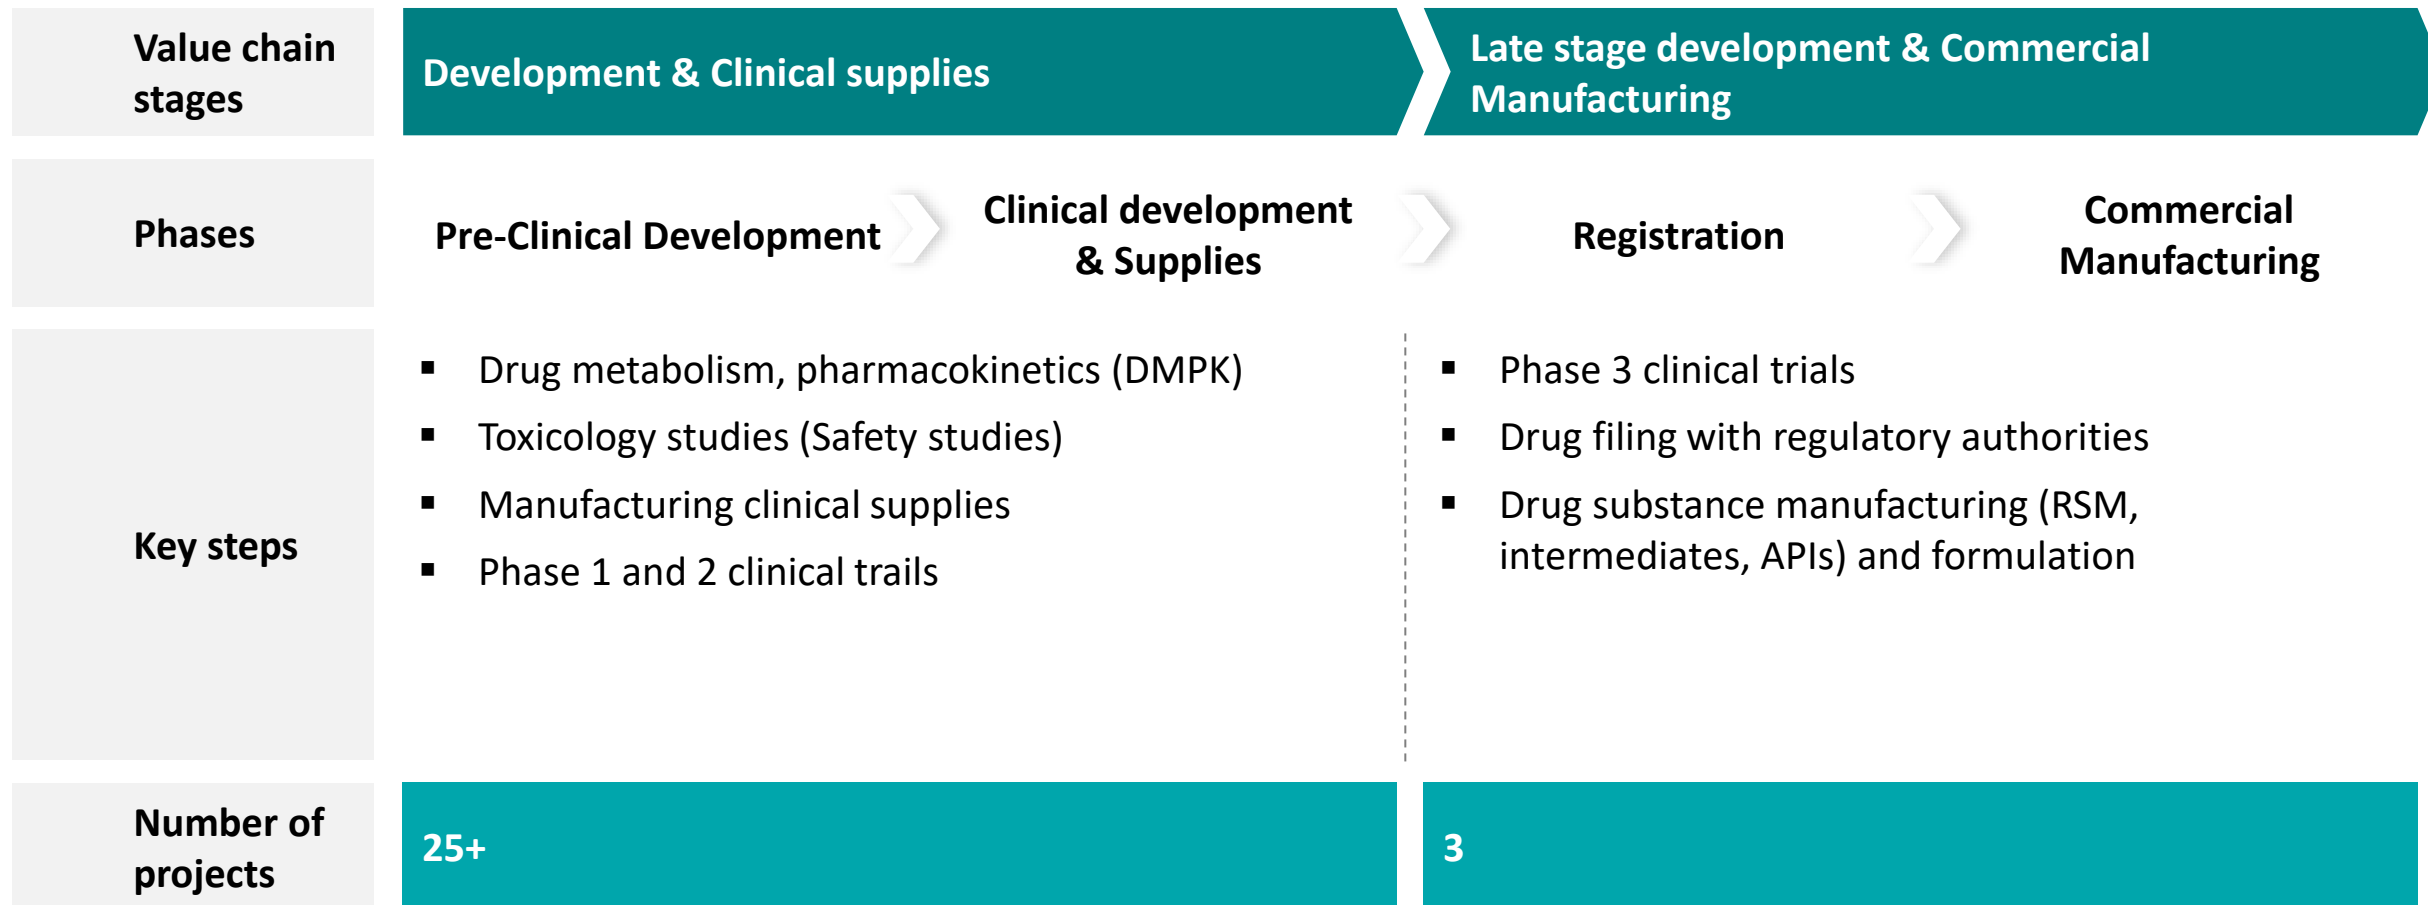 Value chain
stages
Development & Clinical supplies
Late stage development & Commercial
Manufacturing
Phases
Pre-Clinical Development
Clinical development
& Supplies
Registration
Commercial
Manufacturing
Key steps
▪ Drug metabolism, pharmacokinetics (DMPK)
▪ Toxicology studies (Safety studies)
▪ Manufacturing clinical supplies
▪ Phase 1 and 2 clinical trails
▪ Phase 3 clinical trials
▪ Drug filing with regulatory authorities
▪ Drug substance manufacturing (RSM,
intermediates, APIs) and formulation
Number of
projects
25+
3